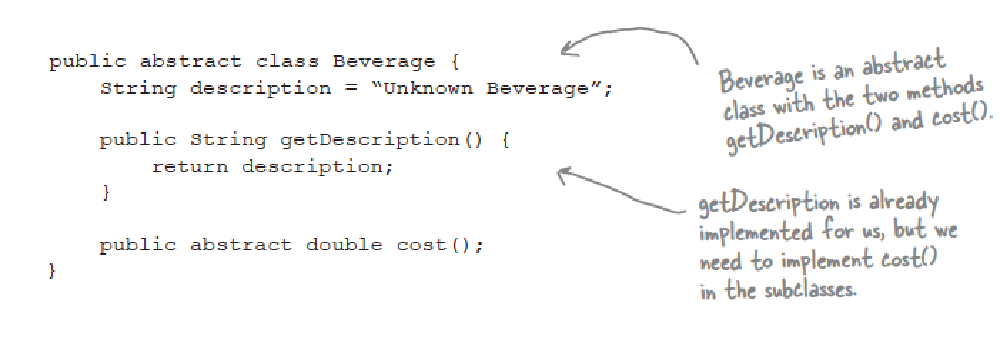 public abstract class Beverage {
String description = “Unknown Beverage”;
public String getDescription() {
return description;
}
public abstract double cost();
}
Beverage is an abstract
class with the two methods
getDescription() and cost().
getDescription is already
implemented for us, but we
need to implement cost()
in the subclasses.